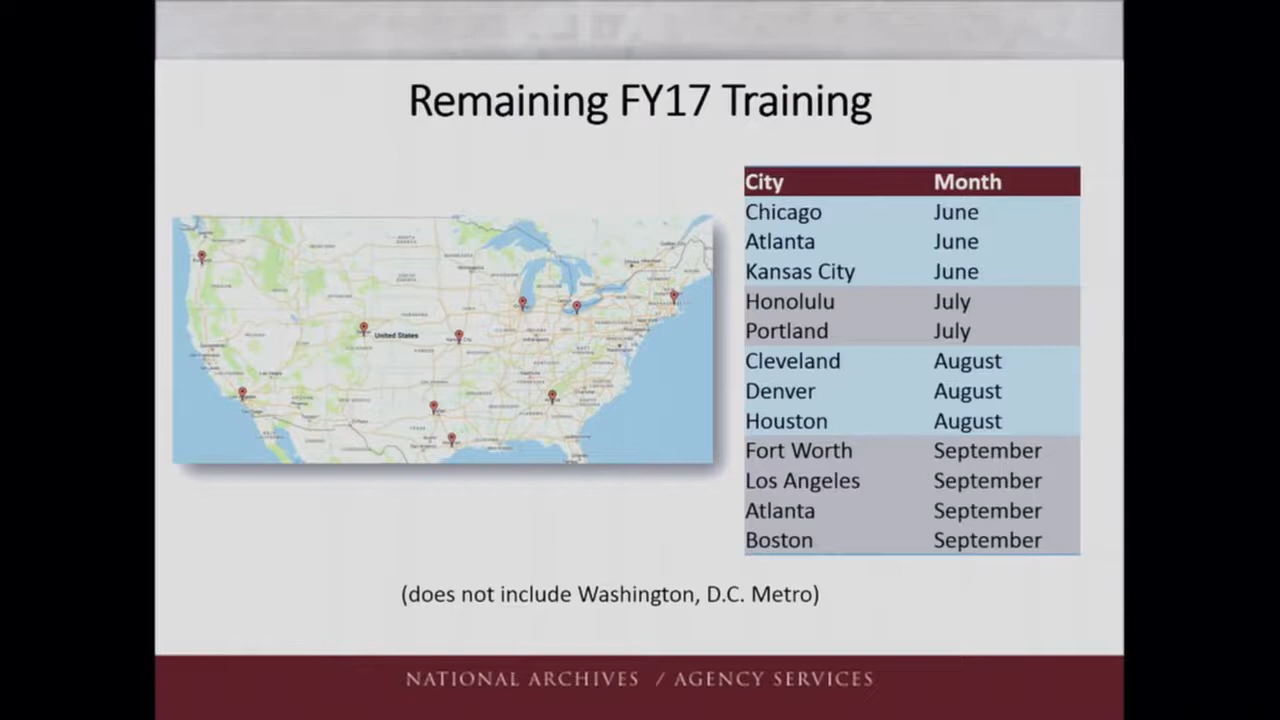 Remaining FY17 Training
City Month
Chicago June
Atlanta June
Kansas City June
Honolulu July
Portland July
Cleveland August
Denver August
Houston August
Fort Worth September
Los Angeles September
Atlanta September
Boston September
United States
(does not include Washington, D.C. Metro)
NATIONAL ARCHIVES / AGENCY SERVICES